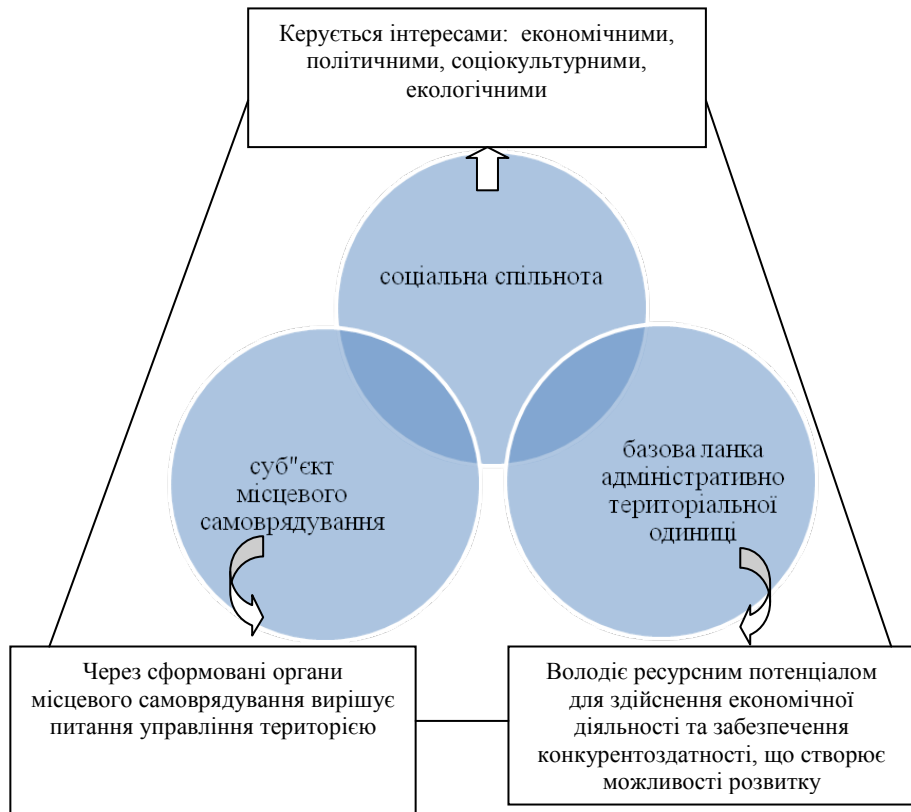 Керується інтересами: економічними,
політичними, соціокультурними,
екологічними
соціальна спільнота
суб"єкт
місцевого
самоврядування
базова ланка
адміністративно
територіальної
одиниці
Через сформовані органи
місцевого самоврядування вирішує
питання управління територією
Володіє ресурсним потенціалом
для здійснення економічної
діяльності та забезпечення
конкурентоздатності, що створює
можливості розвитку